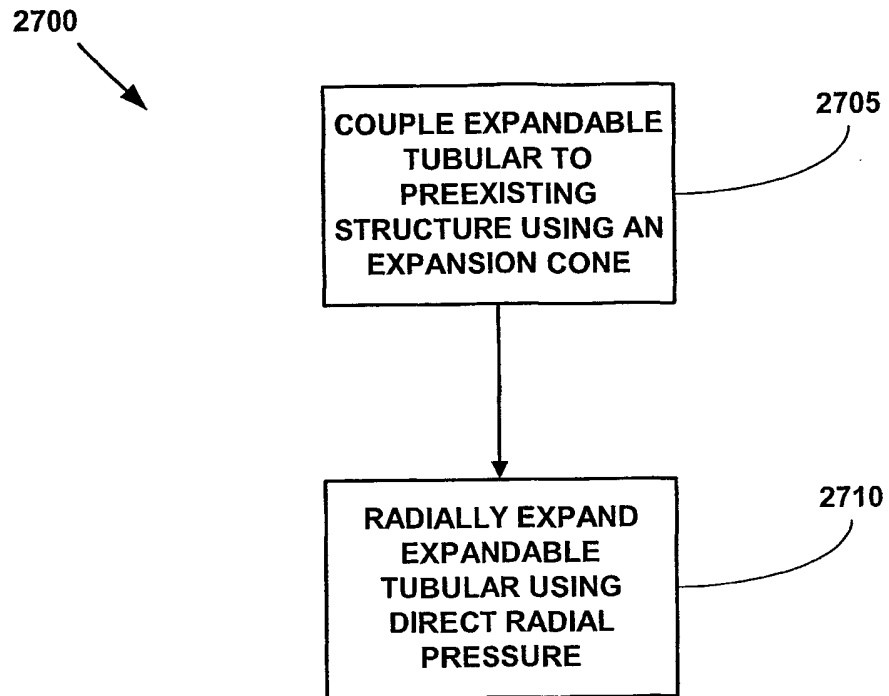 2700
COUPLE EXPANDABLE
TUBULAR TO
PREEXISTING
STRUCTURE USING AN
EXPANSION CONE
2705
RADIALLY EXPAND
EXPANDABLE
TUBULAR USING
DIRECT RADIAL
PRESSURE
2710